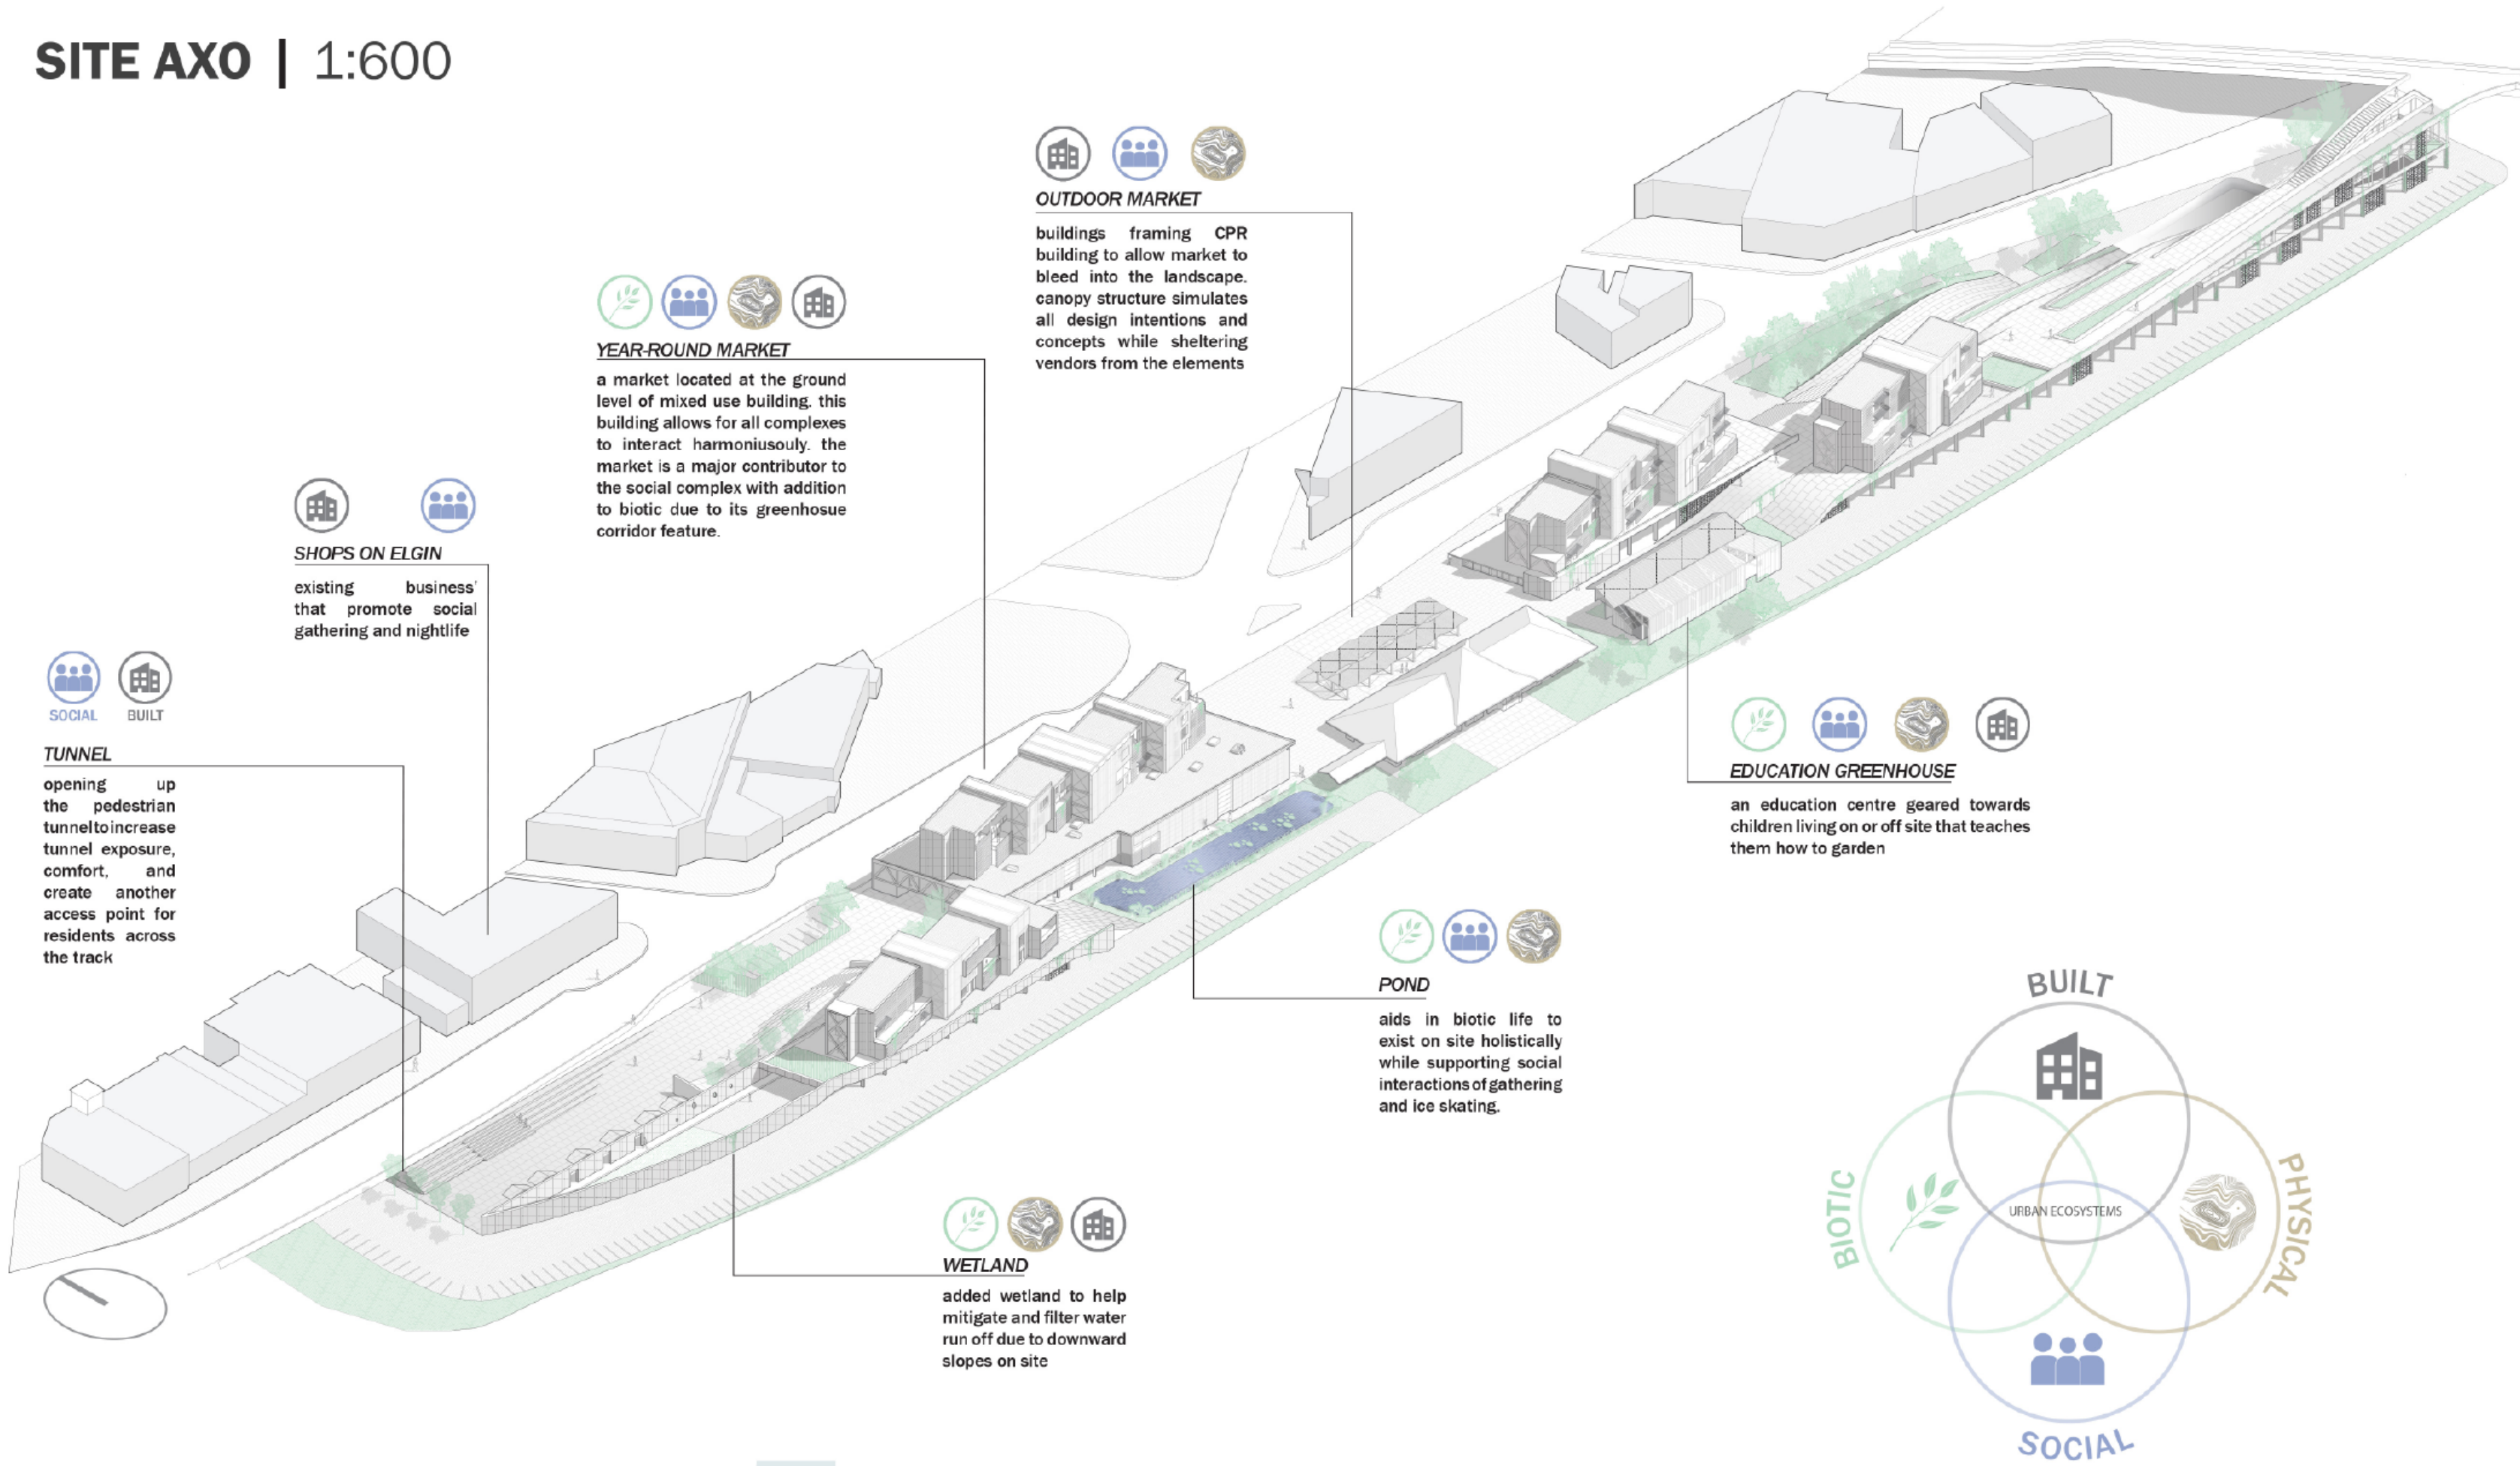 SITE AXO | 1:600
OUTDOOR MARKET
buildings framing CPR
building to allow market to
bleed into the landscape.
canopy structure simulates
all design intentions and
concepts while sheltering
vendors from the elements
YEAR-ROUND MARKET
a market located at the ground
level of mixed use building. this
building allows for all complexes
to interact harmoniusouly. the
market is a major contributor to
the social complex with addition
to biotic due to its greenhosue
corridor feature.
SHOPS ON ELGIN
existing business'
that promote social
gathering and nightlife
SOCIAL BUILT
TUNNEL
opening up
the pedestrian
tunnel to increase
tunnel exposure,
comfort, and
create another
access point for
residents across
the track
EDUCATION GREENHOUSE
an education centre geared towards
children living on or off site that teaches
them how to garden
POND
aids in biotic life to
exist on site holistically
while supporting social
interactions of gathering
and ice skating.
WETLAND
added wetland to help
mitigate and filter water
run off due to downward
slopes on site
BUILT
BIOTIC
URBAN ECOSYSTEMS
PHYSICAL
SOCIAL